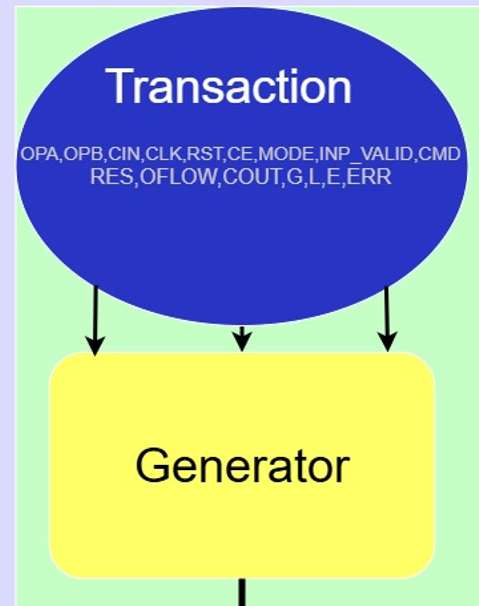 Transaction
OPA,OPB,CIN,CLK,RST,CE,MODE,INP_VALID,CMD
RES,OFLOW,COUT,G,L,E,ERR
Generator